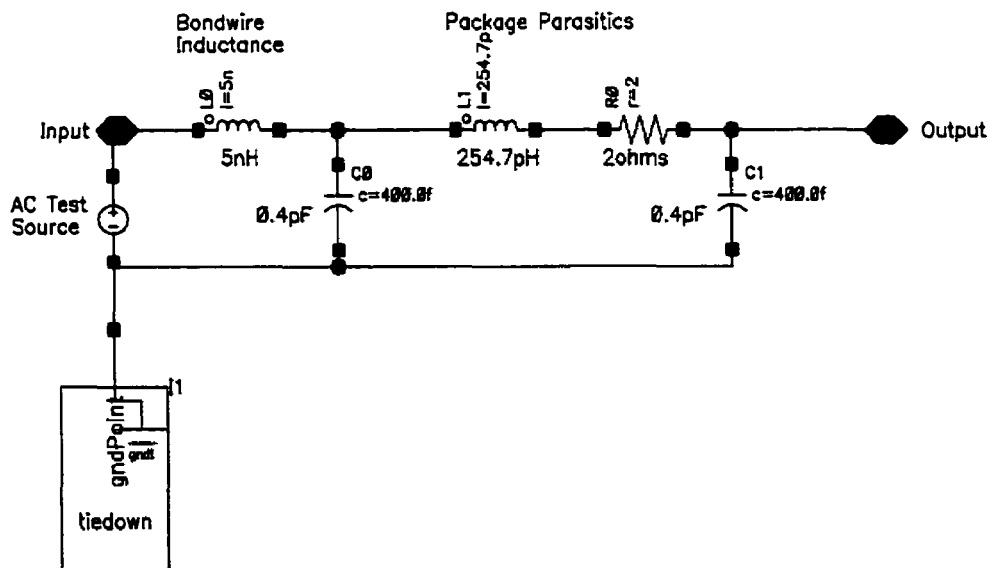 Bondwire
Inductance
Package Parasitics
L0
l=5n
L1
l=254.7p
R0
r=2
Input
Output
5nH
254.7pH
2ohms
C0
c=400.0f
0.4pF
C1
c=400.0f
0.4pF
AC Test
Source
+
-
I1
gndPoint
gndt
tiedown